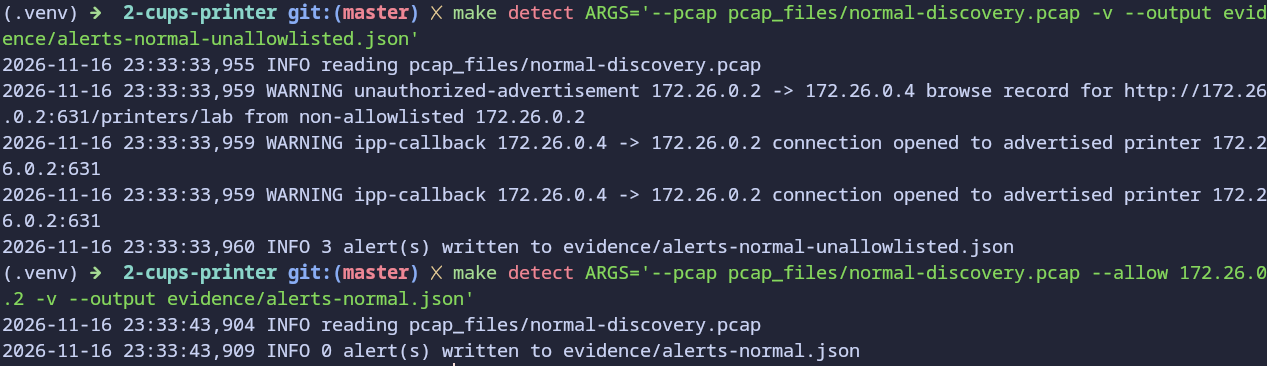 (.venv) → 2-cups-printer git:(master) ✗ make detect ARGS='--pcap pcap_files/normal-discovery.pcap -v --output evid
ence/alerts-normal-unallowlisted.json'
2026-11-16 23:33:33,955 INFO reading pcap_files/normal-discovery.pcap
2026-11-16 23:33:33,959 WARNING unauthorized-advertisement 172.26.0.2 -> 172.26.0.4 browse record for http://172.26
.0.2:631/printers/lab from non-allowlisted 172.26.0.2
2026-11-16 23:33:33,959 WARNING ipp-callback 172.26.0.4 -> 172.26.0.2 connection opened to advertised printer 172.2
6.0.2:631
2026-11-16 23:33:33,959 WARNING ipp-callback 172.26.0.4 -> 172.26.0.2 connection opened to advertised printer 172.2
6.0.2:631
2026-11-16 23:33:33,960 INFO 3 alert(s) written to evidence/alerts-normal-unallowlisted.json
(.venv) → 2-cups-printer git:(master) ✗ make detect ARGS='--pcap pcap_files/normal-discovery.pcap --allow 172.26.0
.2 -v --output evidence/alerts-normal.json'
2026-11-16 23:33:43,904 INFO reading pcap_files/normal-discovery.pcap
2026-11-16 23:33:43,909 INFO 0 alert(s) written to evidence/alerts-normal.json